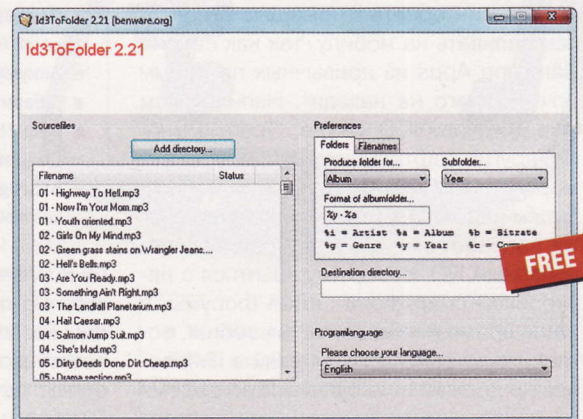 Id3ToFolder 2.21 [benware.org]
Id3ToFolder 2.21
Sourcefiles
Add directory...
Filename Status
01 - Highway To Hell.mp3
01 - Now I'm Your Mom.mp3
01 - Youth oriented.mp3
02 - Girls On My Mind.mp3
02 - Green grass stains on Wrangler Jeans....
02 - Hell's Bells.mp3
03 - Are You Ready.mp3
03 - Something Ain't Right.mp3
03 - The Landfall Planetarium.mp3
04 - Hail Caesar.mp3
04 - Salmon Jump Suit.mp3
04 - She's Mad.mp3
05 - Dirty Deeds Done Dirt Cheap.mp3
05 - Drama section.mp3
Preferences
Folders Filenames
Produce folder for... Subfolder...
Album Year
Format of albumfolder...
%y - %a
%i = Artist %a = Album %b = Bitrate
%g = Genre %y = Year %c =
FREE
Destination directory...
Programlanguage
Please choose your language...
English